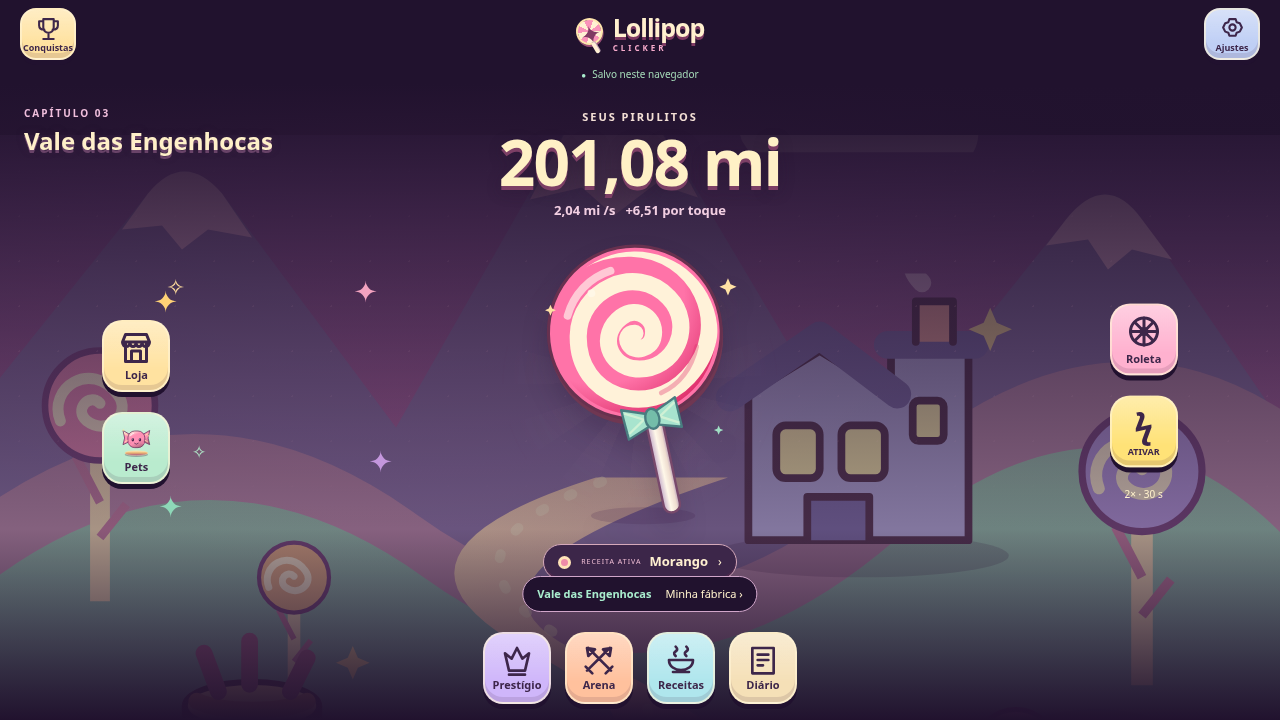 Conquistas
Lollipop
CLICKER
Ajustes
Salvo neste navegador
CAPÍTULO 03
Vale das Engenhocas
SEUS PIRULITOS
201,08 mi
2,04 mi /s +6,51 por toque
Loja
Pets
Roleta
ATIVAR
2× · 30 s
RECEITA ATIVA Morango ›
Vale das Engenhocas Minha fábrica ›
Prestígio
Arena
Receitas
Diário